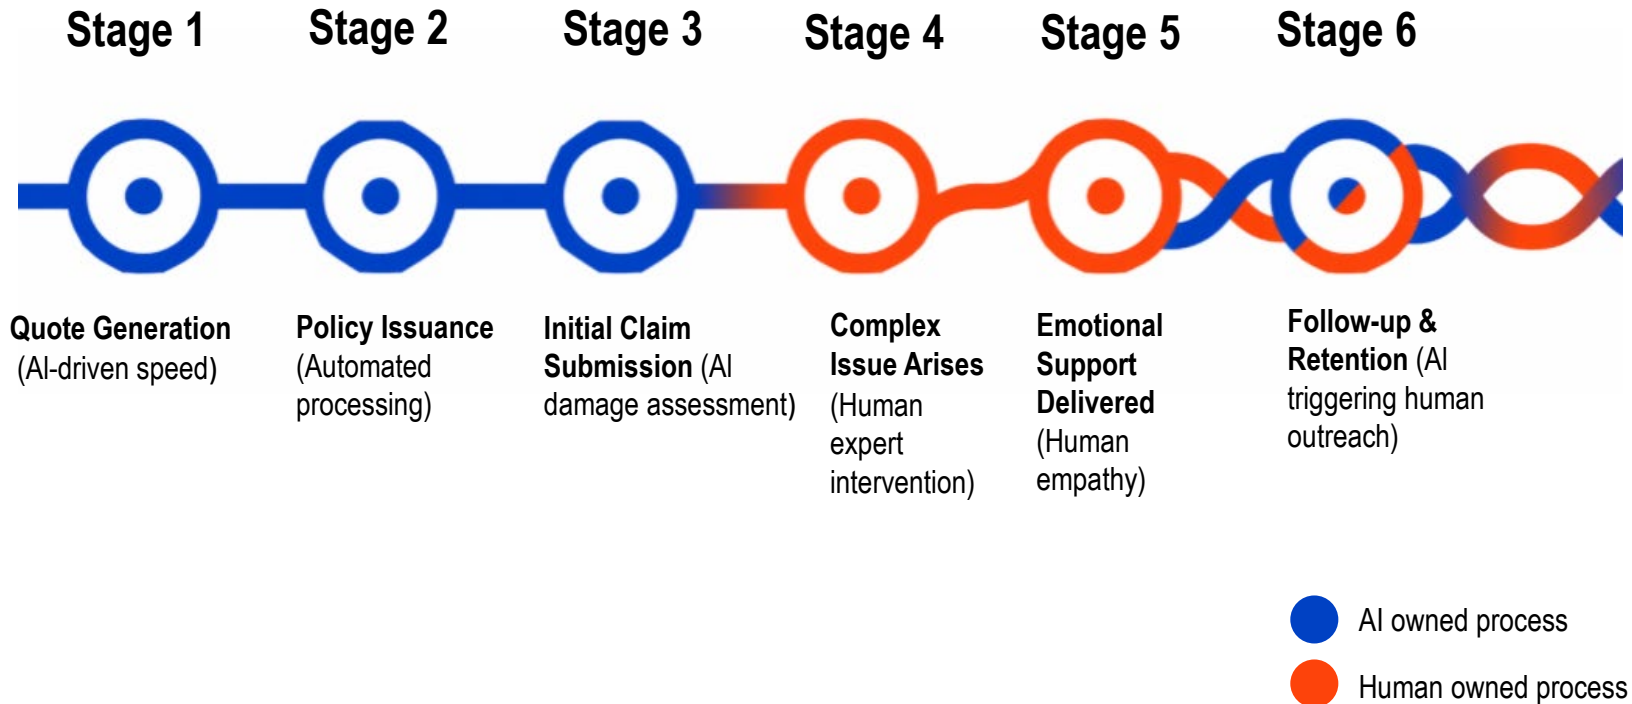 Stage 1
Stage 2
Stage 3
Stage 4
Stage 5
Stage 6
Quote Generation
(AI-driven speed)
Policy Issuance
(Automated
processing)
Initial Claim
Submission (AI
damage assessment)
Complex
Issue Arises
(Human
expert
intervention)
Emotional
Support
Delivered
(Human
empathy)
Follow-up &
Retention (AI
triggering human
outreach)
AI owned process
Human owned process